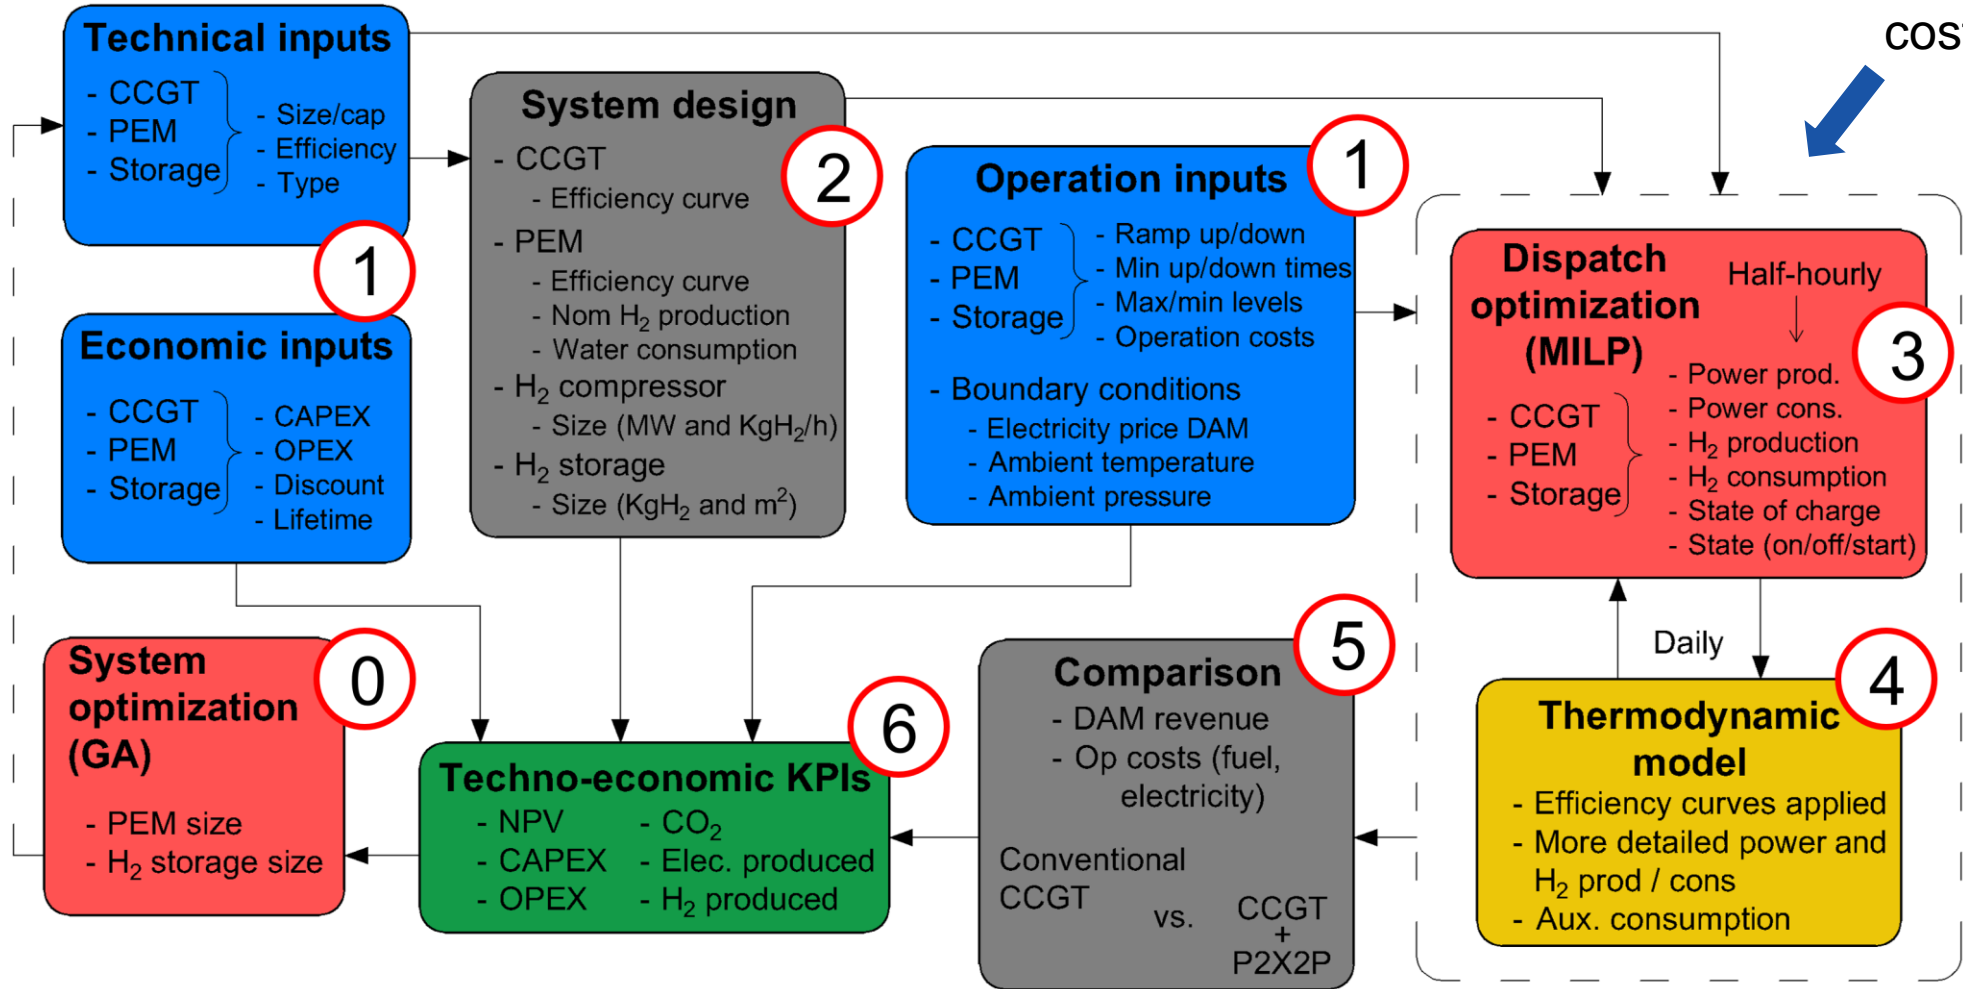 cos
Technical inputs
- CCGT
- PEM
- Storage
- Size/cap
- Efficiency
- Type
1
System design
2
- CCGT
- Efficiency curve
- PEM
- Efficiency curve
- Nom H₂ production
- Water consumption
- H₂ compressor
- Size (MW and KgH₂/h)
- H₂ storage
- Size (KgH₂ and m²)
Operation inputs
1
- CCGT
- PEM
- Storage
- Ramp up/down
- Min up/down times
- Max/min levels
- Operation costs
- Boundary conditions
- Electricity price DAM
- Ambient temperature
- Ambient pressure
Dispatch
optimization
(MILP)
Half-hourly
3
- CCGT
- PEM
- Storage
- Power prod.
- Power cons.
- H₂ production
- H₂ consumption
- State of charge
- State (on/off/start)
Economic inputs
- CCGT
- PEM
- Storage
- CAPEX
- OPEX
- Discount
- Lifetime
System
optimization
(GA)
0
- PEM size
- H₂ storage size
Techno-economic KPIs
6
- NPV
- CAPEX
- OPEX
- CO₂
- Elec. produced
- H₂ produced
Comparison
5
- DAM revenue
- Op costs (fuel,
electricity)
Conventional
CCGT
vs.
CCGT
+
P2X2P
Daily
4
Thermodynamic
model
- Efficiency curves applied
- More detailed power and
H₂ prod / cons
- Aux. consumption